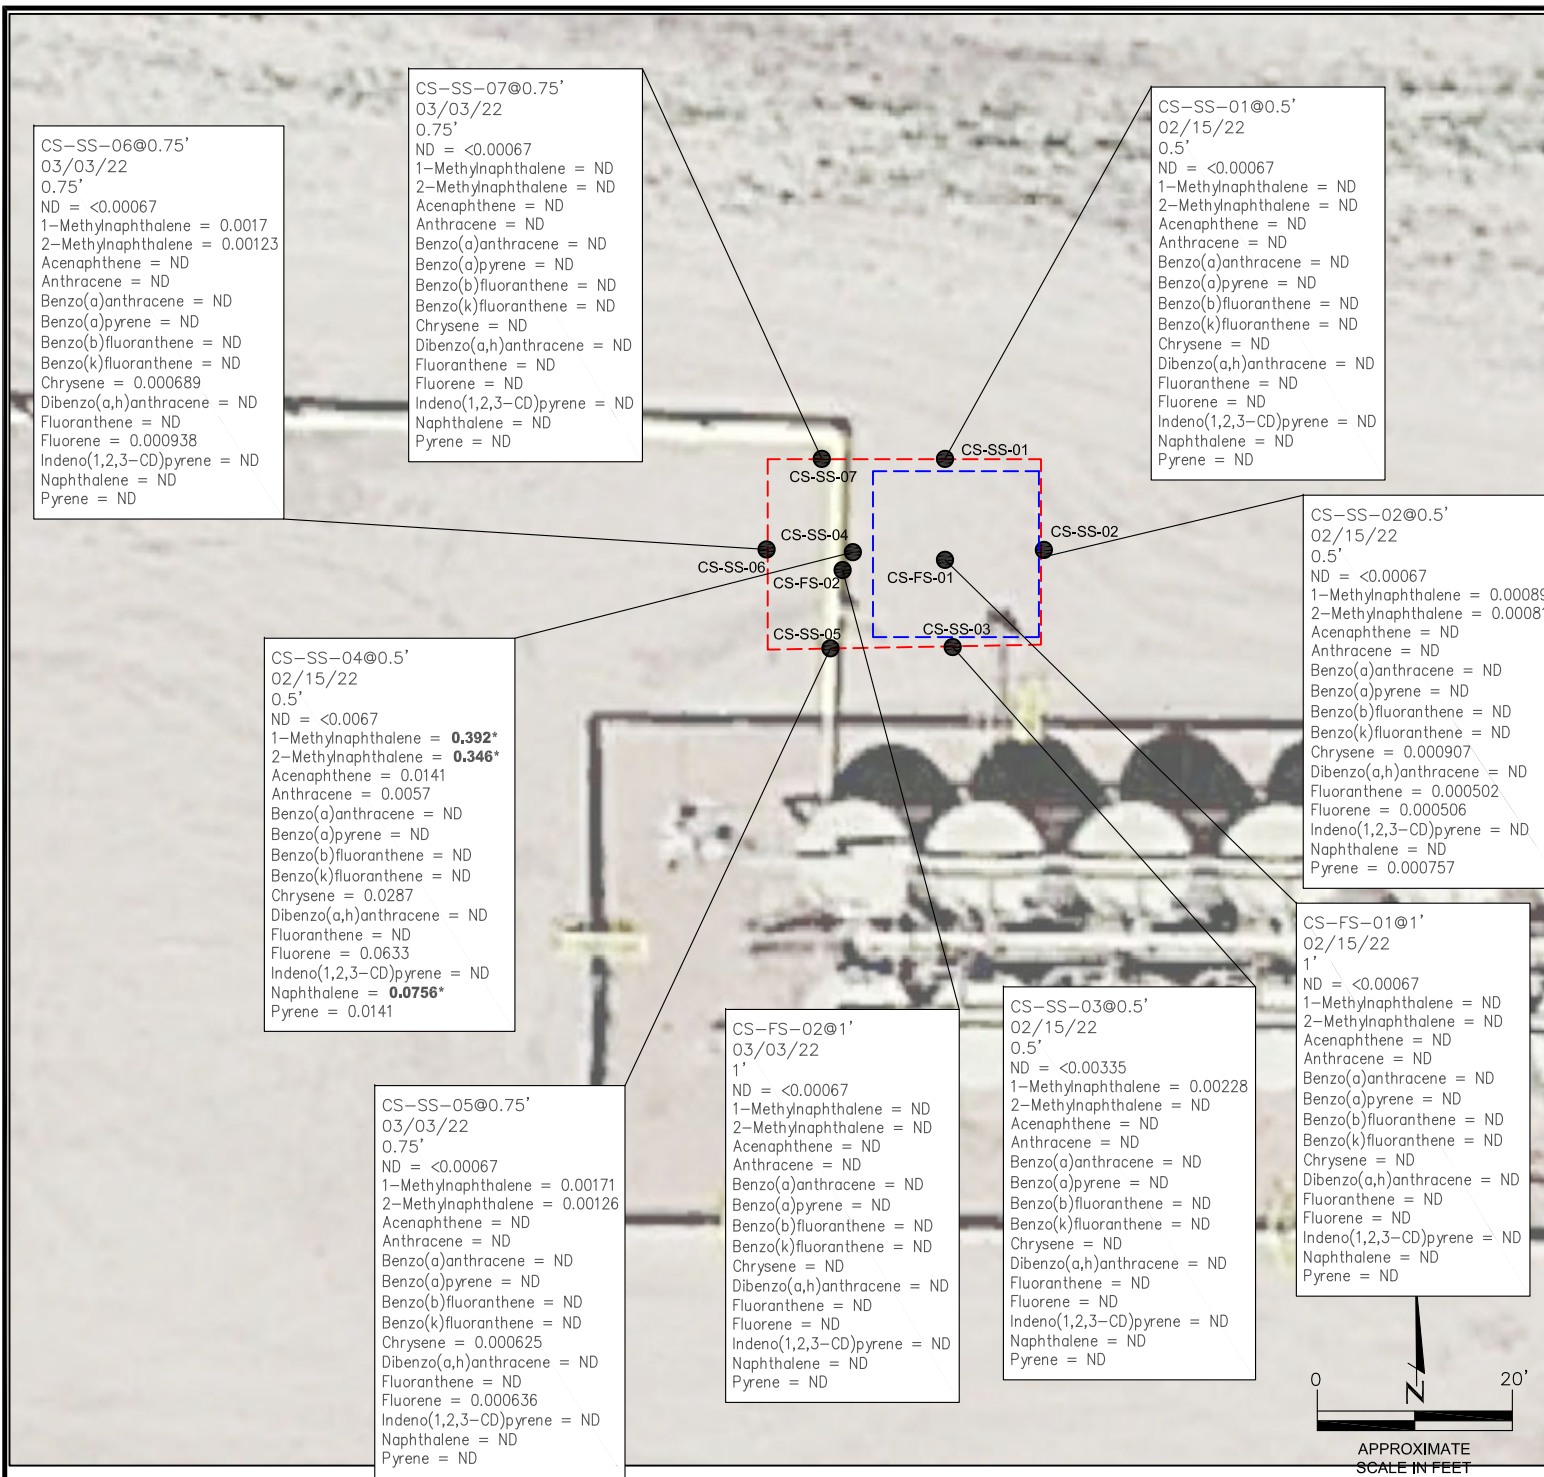 CS-SS-07@0.75'
03/03/22
0.75'
ND = <0.00067
1-Methylnaphthalene = ND
2-Methylnaphthalene = ND
Acenaphthene = ND
Anthracene = ND
Benzo(a)anthracene = ND
Benzo(a)pyrene = ND
Benzo(b)fluoranthene = ND
Benzo(k)fluoranthene = ND
Chrysene = ND
Dibenzo(a,h)anthracene = ND
Fluoranthene = ND
Fluorene = ND
Indeno(1,2,3-CD)pyrene = ND
Naphthalene = ND
Pyrene = ND
CS-SS-01@0.5'
02/15/22
0.5'
ND = <0.00067
1-Methylnaphthalene = ND
2-Methylnaphthalene = ND
Acenaphthene = ND
Anthracene = ND
Benzo(a)anthracene = ND
Benzo(a)pyrene = ND
Benzo(b)fluoranthene = ND
Benzo(k)fluoranthene = ND
Chrysene = ND
Dibenzo(a,h)anthracene = ND
Fluoranthene = ND
Fluorene = ND
Indeno(1,2,3-CD)pyrene = ND
Naphthalene = ND
Pyrene = ND
CS-SS-06@0.75'
03/03/22
0.75'
ND = <0.00067
1-Methylnaphthalene = 0.0017
2-Methylnaphthalene = 0.00123
Acenaphthene = ND
Anthracene = ND
Benzo(a)anthracene = ND
Benzo(a)pyrene = ND
Benzo(b)fluoranthene = ND
Benzo(k)fluoranthene = ND
Chrysene = 0.000689
Dibenzo(a,h)anthracene = ND
Fluoranthene = ND
Fluorene = 0.000938
Indeno(1,2,3-CD)pyrene = ND
Naphthalene = ND
Pyrene = ND
CS-SS-01
CS-SS-07
CS-SS-04
CS-SS-02
CS-SS-06
CS-FS-02
CS-FS-01
CS-SS-05
CS-SS-03
CS-SS-02@0.5'
02/15/22
0.5'
ND = <0.00067
1-Methylnaphthalene = 0.00089
2-Methylnaphthalene = 0.00081
Acenaphthene = ND
Anthracene = ND
Benzo(a)anthracene = ND
Benzo(a)pyrene = ND
Benzo(b)fluoranthene = ND
Benzo(k)fluoranthene = ND
Chrysene = 0.000907
Dibenzo(a,h)anthracene = ND
Fluoranthene = 0.000502
Fluorene = 0.000506
Indeno(1,2,3-CD)pyrene = ND
Naphthalene = ND
Pyrene = 0.000757
CS-SS-04@0.5'
02/15/22
0.5'
ND = <0.0067
1-Methylnaphthalene = 0.392*
2-Methylnaphthalene = 0.346*
Acenaphthene = 0.0141
Anthracene = 0.0057
Benzo(a)anthracene = ND
Benzo(a)pyrene = ND
Benzo(b)fluoranthene = ND
Benzo(k)fluoranthene = ND
Chrysene = 0.0287
Dibenzo(a,h)anthracene = ND
Fluoranthene = ND
Fluorene = 0.0633
Indeno(1,2,3-CD)pyrene = ND
Naphthalene = 0.0756*
Pyrene = 0.0141
CS-FS-01@1'
02/15/22
1'
ND = <0.00067
1-Methylnaphthalene = ND
2-Methylnaphthalene = ND
Acenaphthene = ND
Anthracene = ND
Benzo(a)anthracene = ND
Benzo(a)pyrene = ND
Benzo(b)fluoranthene = ND
Benzo(k)fluoranthene = ND
Chrysene = ND
Dibenzo(a,h)anthracene = ND
Fluoranthene = ND
Fluorene = ND
Indeno(1,2,3-CD)pyrene = ND
Naphthalene = ND
Pyrene = ND
CS-SS-03@0.5'
02/15/22
0.5'
ND = <0.00335
1-Methylnaphthalene = 0.00228
2-Methylnaphthalene = ND
Acenaphthene = ND
Anthracene = ND
Benzo(a)anthracene = ND
Benzo(a)pyrene = ND
Benzo(b)fluoranthene = ND
Benzo(k)fluoranthene = ND
Chrysene = ND
Dibenzo(a,h)anthracene = ND
Fluoranthene = ND
Fluorene = ND
Indeno(1,2,3-CD)pyrene = ND
Naphthalene = ND
Pyrene = ND
CS-FS-02@1'
03/03/22
1'
ND = <0.00067
1-Methylnaphthalene = ND
2-Methylnaphthalene = ND
Acenaphthene = ND
Anthracene = ND
Benzo(a)anthracene = ND
Benzo(a)pyrene = ND
Benzo(b)fluoranthene = ND
Benzo(k)fluoranthene = ND
Chrysene = ND
Dibenzo(a,h)anthracene = ND
Fluoranthene = ND
Fluorene = ND
Indeno(1,2,3-CD)pyrene = ND
Naphthalene = ND
Pyrene = ND
CS-SS-05@0.75'
03/03/22
0.75'
ND = <0.00067
1-Methylnaphthalene = 0.00171
2-Methylnaphthalene = 0.00126
Acenaphthene = ND
Anthracene = ND
Benzo(a)anthracene = ND
Benzo(a)pyrene = ND
Benzo(b)fluoranthene = ND
Benzo(k)fluoranthene = ND
Chrysene = 0.000625
Dibenzo(a,h)anthracene = ND
Fluoranthene = ND
Fluorene = 0.000636
Indeno(1,2,3-CD)pyrene = ND
Naphthalene = ND
Pyrene = ND
N
0 20'
APPROXIMATE
SCALE IN FEET